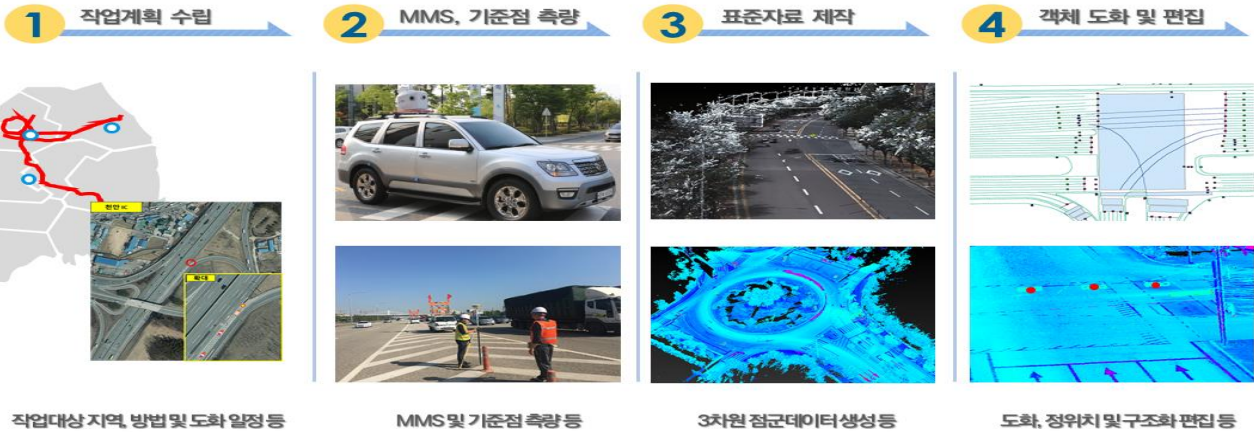 1 작업계획 수립
2 MMS, 기준점 측량
3 표준자료 제작
4 객체 도화 및 편집
천안IC
확대
작업대상 지역, 방법 및 도화 일정 등
MMS 및 기준점 측량 등
3차원 점군데이터 생성 등
도화, 정위치 및 구조화 편집 등